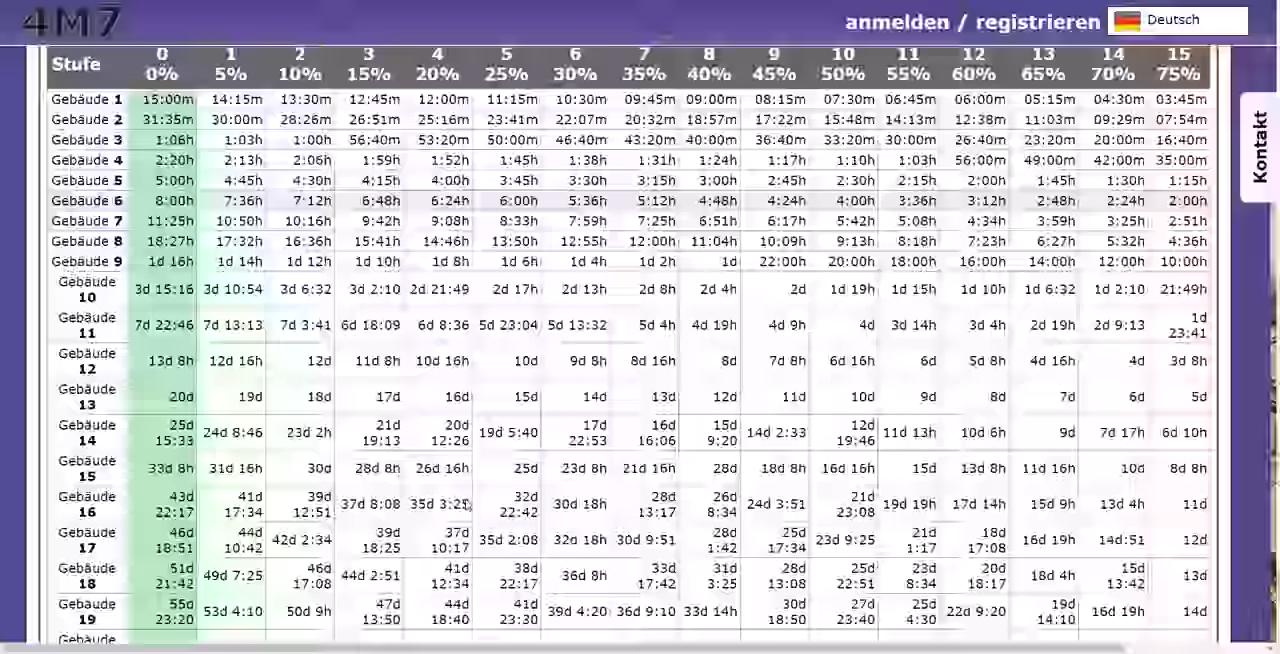 4M7
anmelden / registrieren Deutsch
Kontakt
Stufe 0 1 2 3 4 5 6 7 8 9 10 11 12 13 14 15
0% 5% 10% 15% 20% 25% 30% 35% 40% 45% 50% 55% 60% 65% 70% 75%
Gebäude 1 15:00m 14:15m 13:30m 12:45m 12:00m 11:15m 10:30m 09:45m 09:00m 08:15m 07:30m 06:45m 06:00m 05:15m 04:30m 03:45m
Gebäude 2 31:35m 30:00m 28:26m 26:51m 25:16m 23:41m 22:07m 20:32m 18:57m 17:22m 15:48m 14:13m 12:38m 11:03m 09:29m 07:54m
Gebäude 3 1:06h 1:03h 1:00h 56:40m 53:20m 50:00m 46:40m 43:20m 40:00m 36:40m 33:20m 30:00m 26:40m 23:20m 20:00m 16:40m
Gebäude 4 2:20h 2:13h 2:06h 1:59h 1:52h 1:45h 1:38h 1:31h 1:24h 1:17h 1:10h 1:03h 56:00m 49:00m 42:00m 35:00m
Gebäude 5 5:00h 4:45h 4:30h 4:15h 4:00h 3:45h 3:30h 3:15h 3:00h 2:45h 2:30h 2:15h 2:00h 1:45h 1:30h 1:15h
Gebäude 6 8:00h 7:36h 7:12h 6:48h 6:24h 6:00h 5:36h 5:12h 4:48h 4:24h 4:00h 3:36h 3:12h 2:48h 2:24h 2:00h
Gebäude 7 11:25h 10:50h 10:16h 9:42h 9:08h 8:33h 7:59h 7:25h 6:51h 6:17h 5:42h 5:08h 4:34h 3:59h 3:25h 2:51h
Gebäude 8 18:27h 17:32h 16:36h 15:41h 14:46h 13:50h 12:55h 12:00h 11:04h 10:09h 9:13h 8:18h 7:23h 6:27h 5:32h 4:36h
Gebäude 9 1d 16h 1d 14h 1d 12h 1d 10h 1d 8h 1d 6h 1d 4h 1d 2h 1d 22:00h 20:00h 18:00h 16:00h 14:00h 12:00h 10:00h
Gebäude 10 3d 15:16 3d 10:54 3d 6:32 3d 2:10 2d 21:49 2d 17h 2d 13h 2d 8h 2d 4h 2d 1d 19h 1d 15h 1d 10h 1d 6:32 1d 2:10 21:49h
Gebäude 11 7d 22:46 7d 13:13 7d 3:41 6d 18:09 6d 8:36 5d 23:04 5d 13:32 5d 4h 4d 19h 4d 9h 4d 3d 14h 3d 4h 2d 19h 2d 9:13 1d 23:41
Gebäude 12 13d 8h 12d 16h 12d 11d 8h 10d 16h 10d 9d 8h 8d 16h 8d 7d 8h 6d 16h 6d 5d 8h 4d 16h 4d 3d 8h
Gebäude 13 20d 19d 18d 17d 16d 15d 14d 13d 12d 11d 10d 9d 8d 7d 6d 5d
Gebäude 14 25d 15:33 24d 8:46 23d 2h 21d 19:13 20d 12:26 19d 5:40 17d 22:53 16d 16:06 15d 9:20 14d 2:33 12d 19:46 11d 13h 10d 6h 9d 7d 17h 6d 10h
Gebäude 15 33d 8h 31d 16h 30d 28d 8h 26d 16h 25d 23d 8h 21d 16h 28d 18d 8h 16d 16h 15d 13d 8h 11d 16h 10d 8d 8h
Gebäude 16 43d 22:17 41d 17:34 39d 12:51 37d 8:08 35d 3:25 32d 22:42 30d 18h 28d 13:17 26d 8:34 24d 3:51 21d 23:08 19d 19h 17d 14h 15d 9h 13d 4h 11d
Gebäude 17 46d 18:51 44d 10:42 42d 2:34 39d 18:25 37d 10:17 35d 2:08 32d 18h 30d 9:51 28d 1:42 25d 17:34 23d 9:25 21d 1:17 18d 17:08 16d 19h 14d:51 12d
Gebäude 18 51d 21:42 49d 7:25 46d 17:08 44d 2:51 41d 12:34 38d 22:17 36d 8h 33d 17:42 31d 3:25 28d 13:08 25d 22:51 23d 8:34 20d 18:17 18d 4h 15d 13:42 13d
Gebäude 19 55d 23:20 53d 4:10 50d 9h 47d 13:50 44d 18:40 41d 23:30 39d 4:20 36d 9:10 33d 14h 30d 18:50 27d 23:40 25d 4:30 22d 9:20 19d 14:10 16d 19h 14d
Gebäude